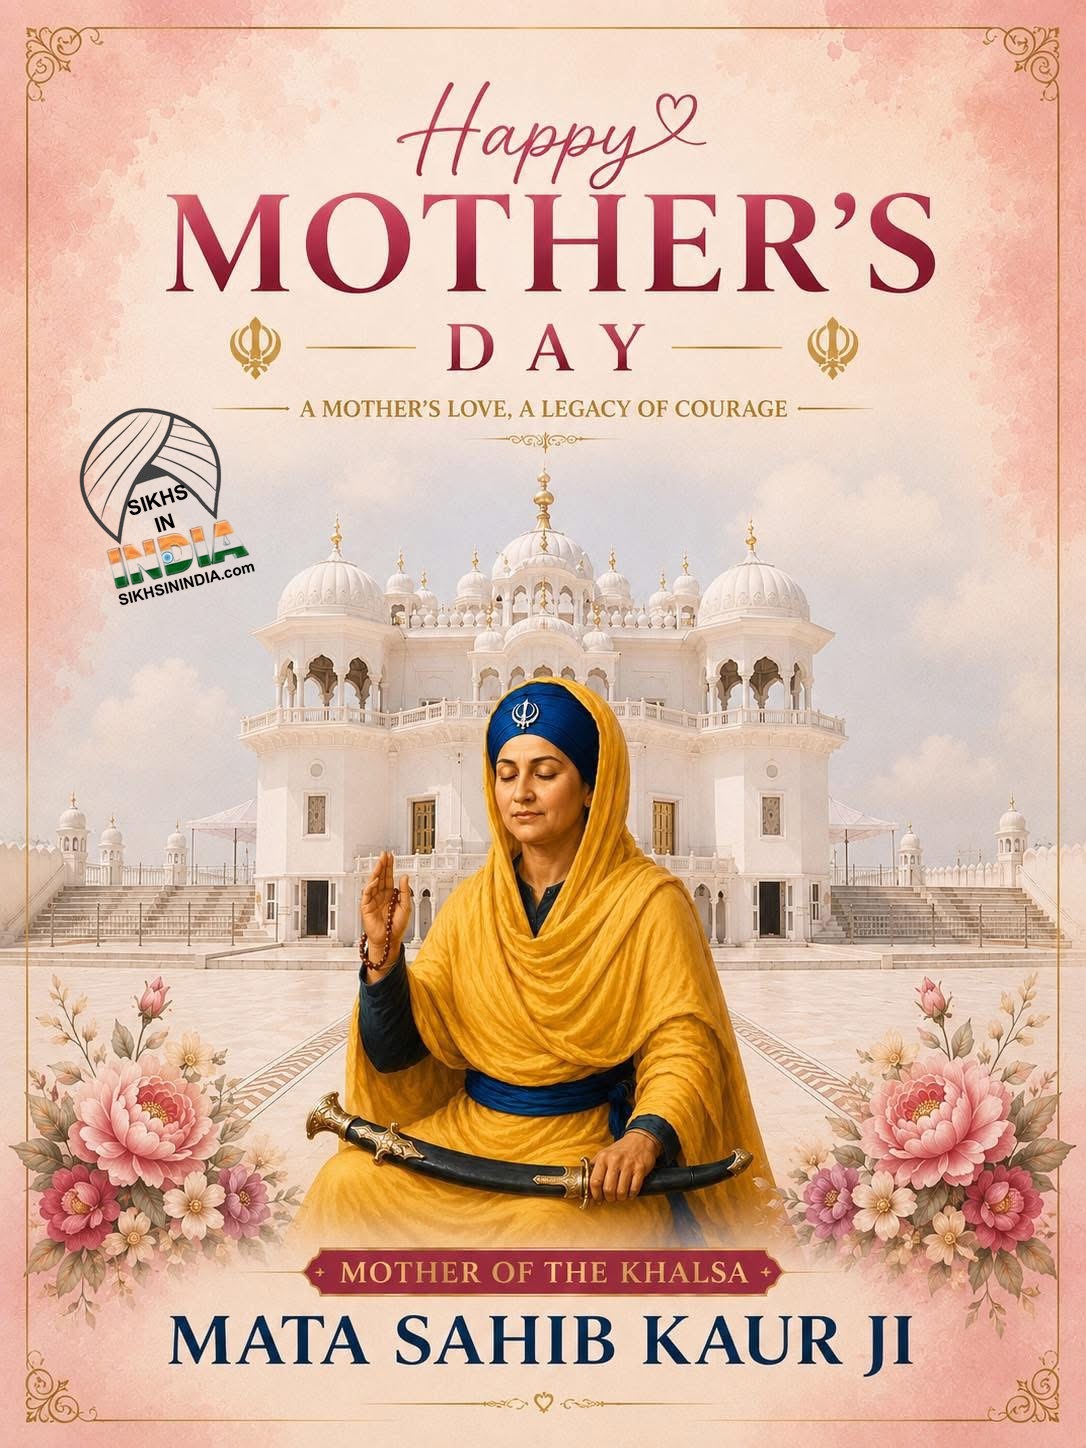 Happy
MOTHER'S
DAY
A MOTHER'S LOVE, A LEGACY OF COURAGE
SIKHS
IN
INDIA
SIKHSININDIA.com
MOTHER OF THE KHALSA
MATA SAHIB KAUR JI